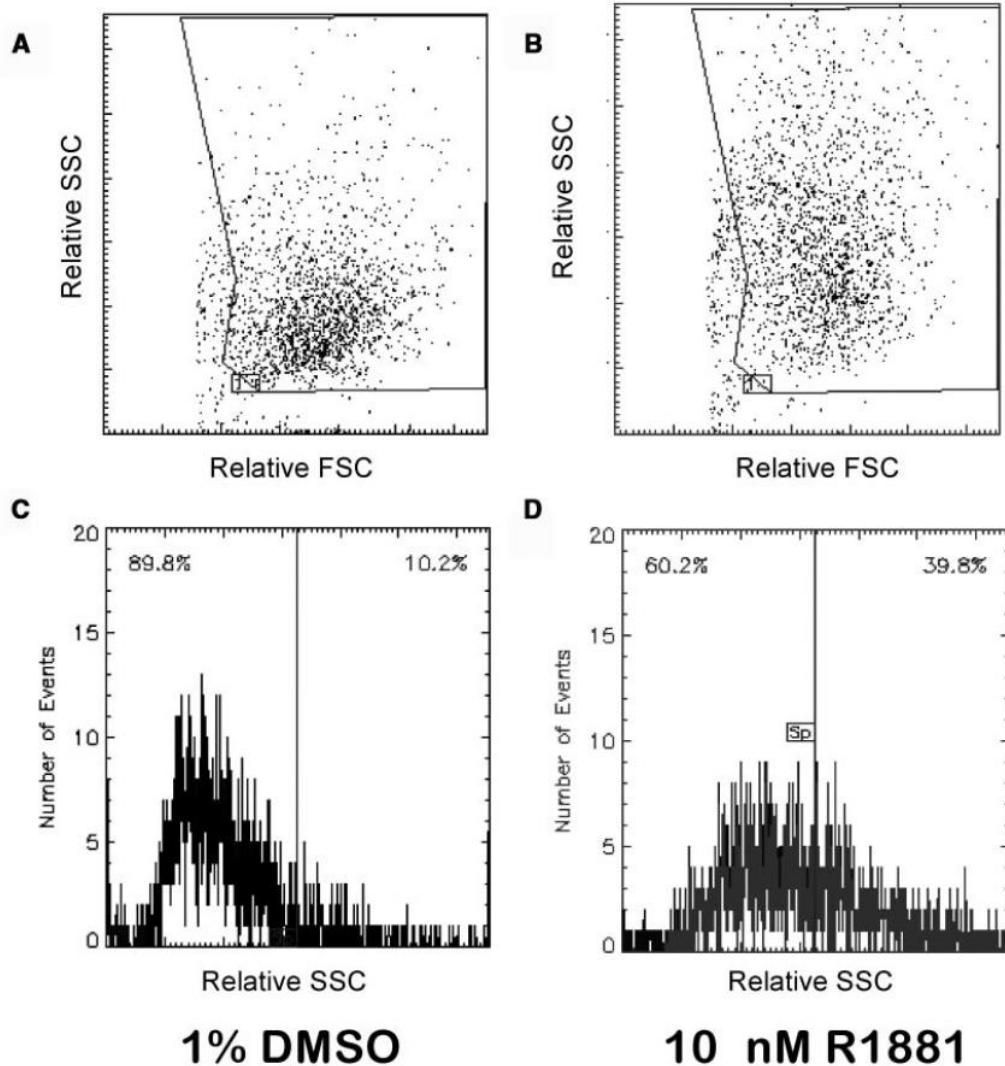 A
B
Relative SSC
Relative SSC
Relative FSC
Relative FSC
C
D
20
89.8%
10.2%
15
10
5
0
Number of Events
Relative SSC
20
60.2%
39.8%
15
Sp
10
5
0
Number of Events
Relative SSC
1% DMSO
10 nM R1881